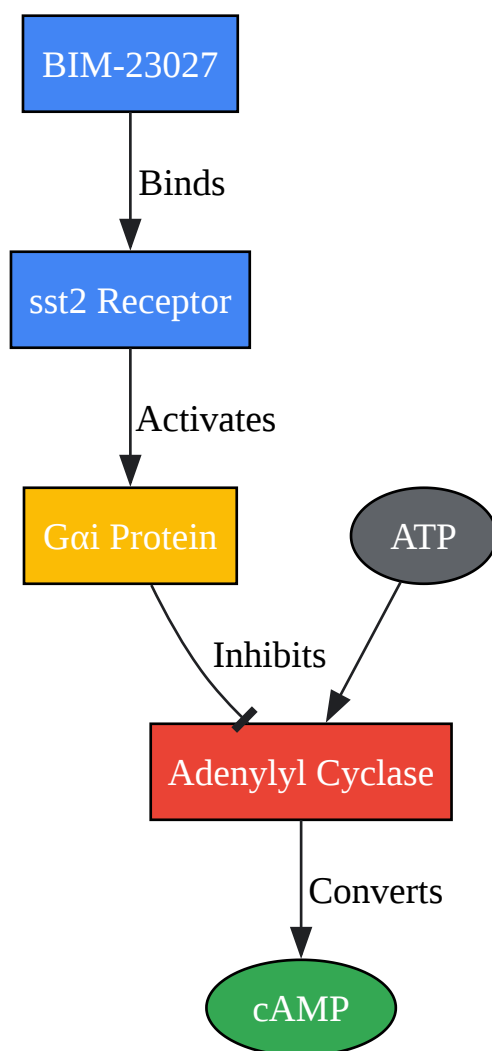 BIM-23027
Binds
sst2 Receptor
Activates
Gαi Protein
ATP
Inhibits
Adenylyl Cyclase
Converts
cAMP